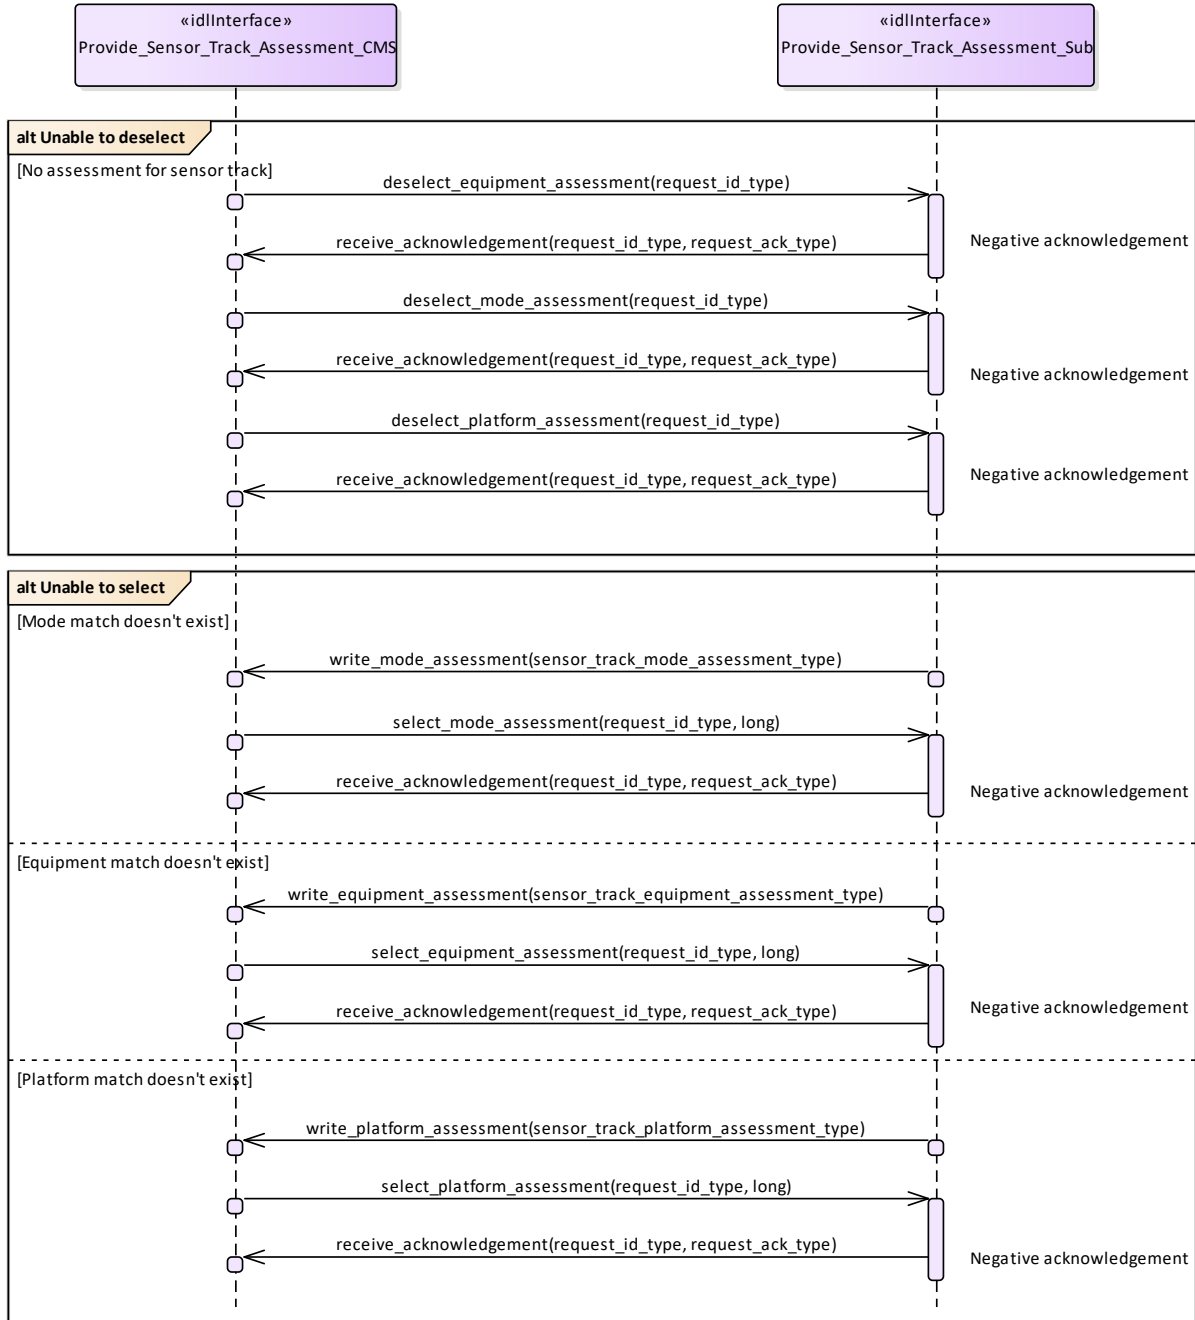 «idlInterface»
Provide_Sensor_Track_Assessment_CMS
«idlInterface»
Provide_Sensor_Track_Assessment_Sub
alt Unable to deselect
[No assessment for sensor track]
deselect_equipment_assessment(request_id_type)
receive_acknowledgement(request_id_type, request_ack_type)
Negative acknowledgement
deselect_mode_assessment(request_id_type)
receive_acknowledgement(request_id_type, request_ack_type)
Negative acknowledgement
deselect_platform_assessment(request_id_type)
receive_acknowledgement(request_id_type, request_ack_type)
Negative acknowledgement
alt Unable to select
[Mode match doesn't exist]
write_mode_assessment(sensor_track_mode_assessment_type)
select_mode_assessment(request_id_type, long)
receive_acknowledgement(request_id_type, request_ack_type)
Negative acknowledgement
[Equipment match doesn't exist]
write_equipment_assessment(sensor_track_equipment_assessment_type)
select_equipment_assessment(request_id_type, long)
receive_acknowledgement(request_id_type, request_ack_type)
Negative acknowledgement
[Platform match doesn't exist]
write_platform_assessment(sensor_track_platform_assessment_type)
select_platform_assessment(request_id_type, long)
receive_acknowledgement(request_id_type, request_ack_type)
Negative acknowledgement